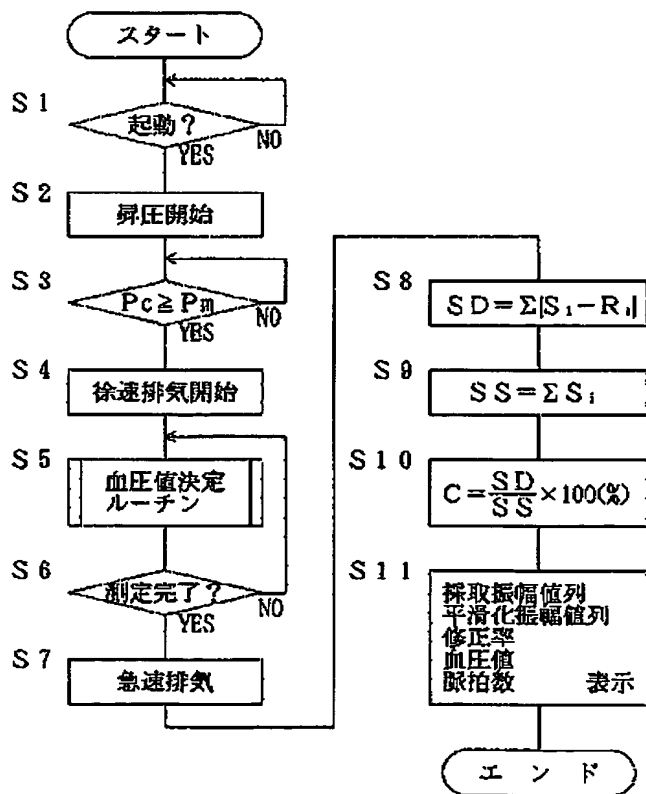 スタート
S1
起動?
NO
YES
S2
昇圧開始
S3
Pc≧Pm
NO
YES
S4
徐速排気開始
S5
血圧値決定
ルーチン
S6
測定完了?
NO
YES
S7
急速排気
S8
SD=Σ|Si-Ri|
S9
SS=ΣSi
S10
C=SD/SS×100(%)
S11
採取振幅値列
平滑化振幅値列
修正率
血圧値
脈拍数 表示
エンド